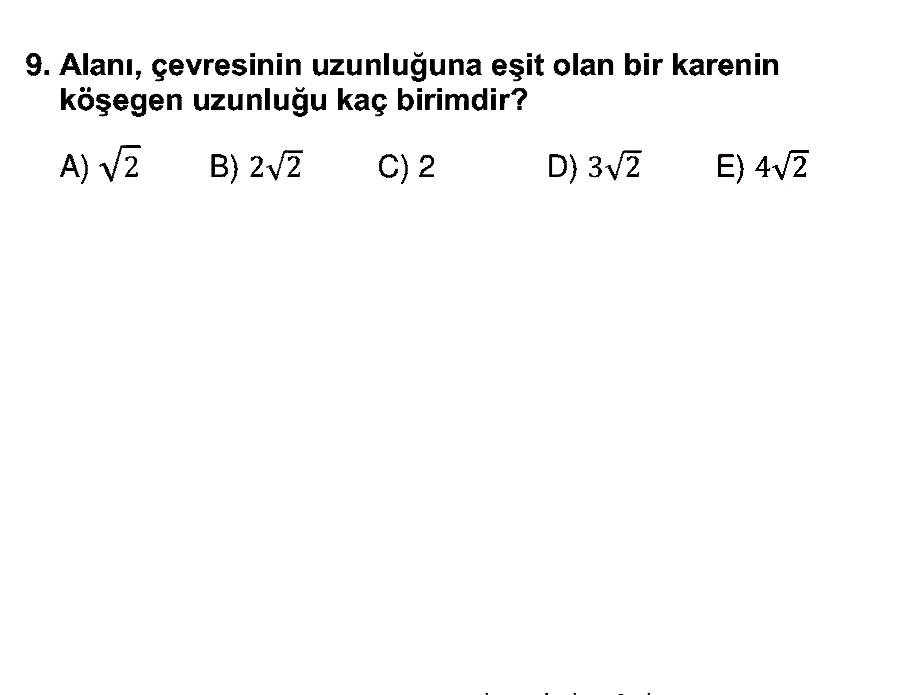 9. Alanı, çevresinin uzunluğuna eşit olan bir karenin
köşegen uzunluğu kaç birimdir?
A) √2 B) 2√2 C) 2 D) 3√2 E) 4√2